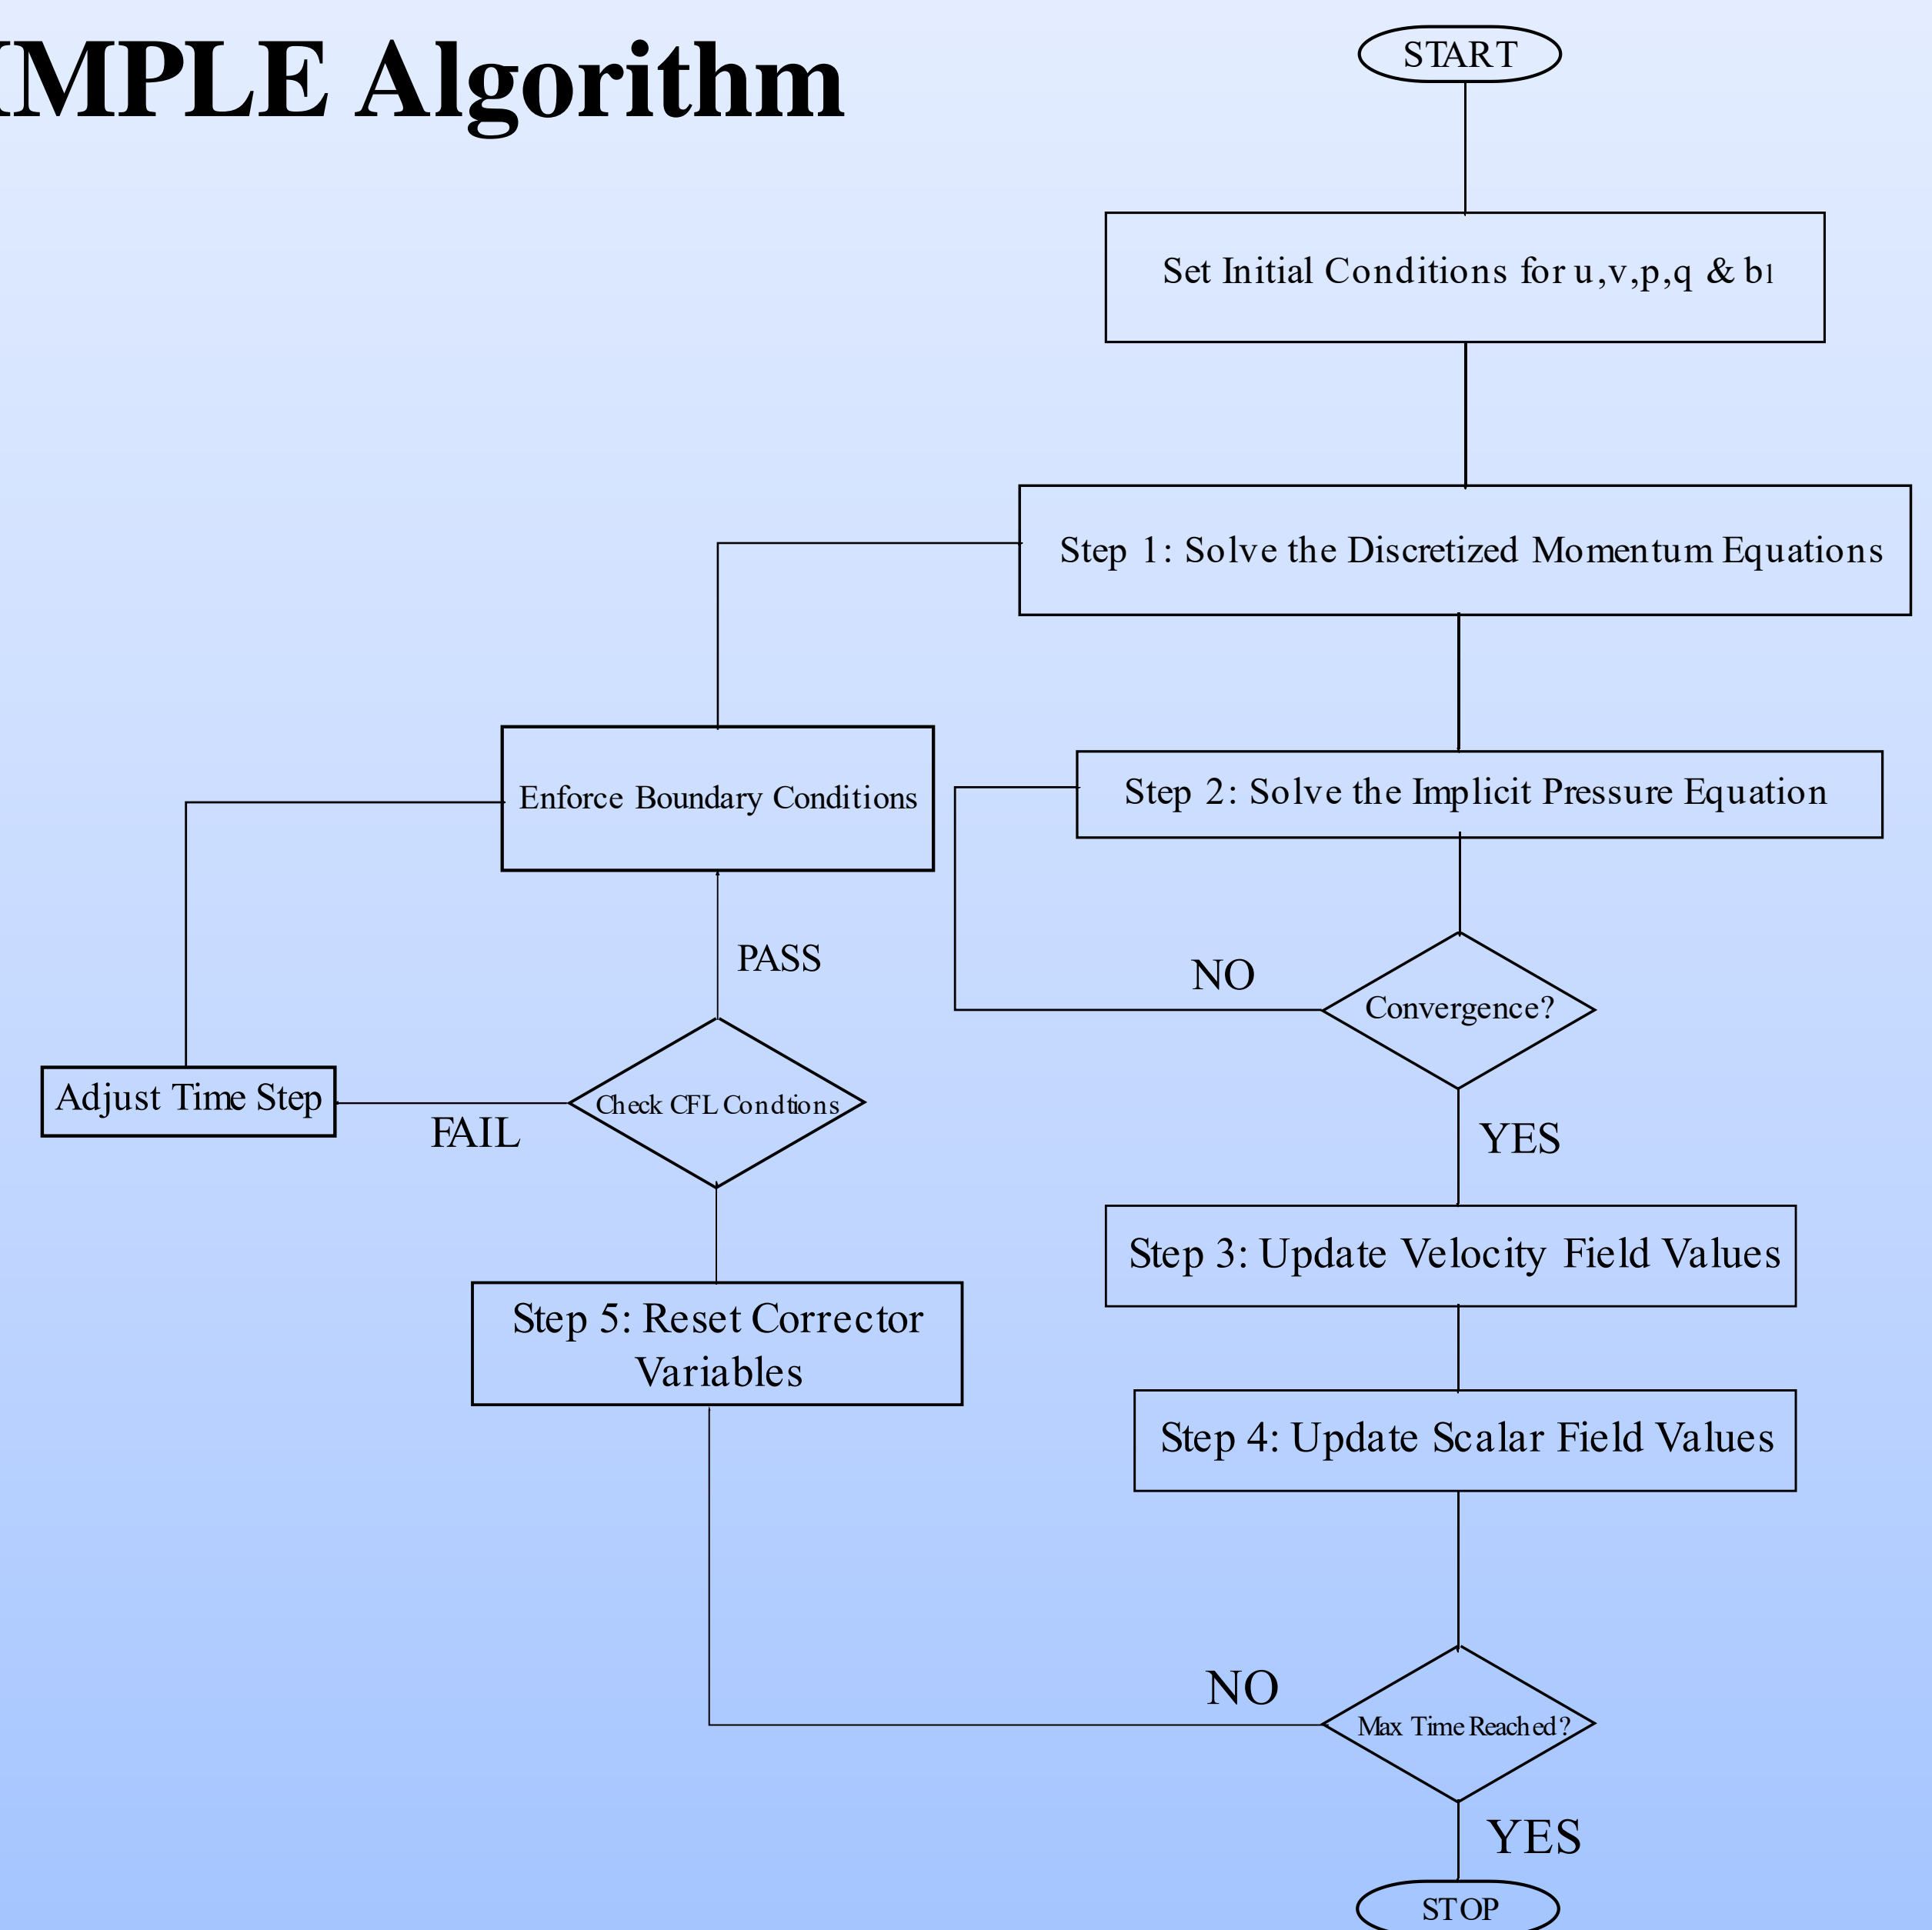 IMPLE Algorithm
START
Set Initial Conditions for u,v,p,q & b1
Step 1: Solve the Discretized Momentum Equations
Enforce Boundary Conditions
Step 2: Solve the Implicit Pressure Equation
PASS
NO
Convergence?
Adjust Time Step
FAIL
Check CFL Condtions
YES
Step 3: Update Velocity Field Values
Step 5: Reset Corrector
Variables
Step 4: Update Scalar Field Values
NO
Max Time Reached?
YES
STOP